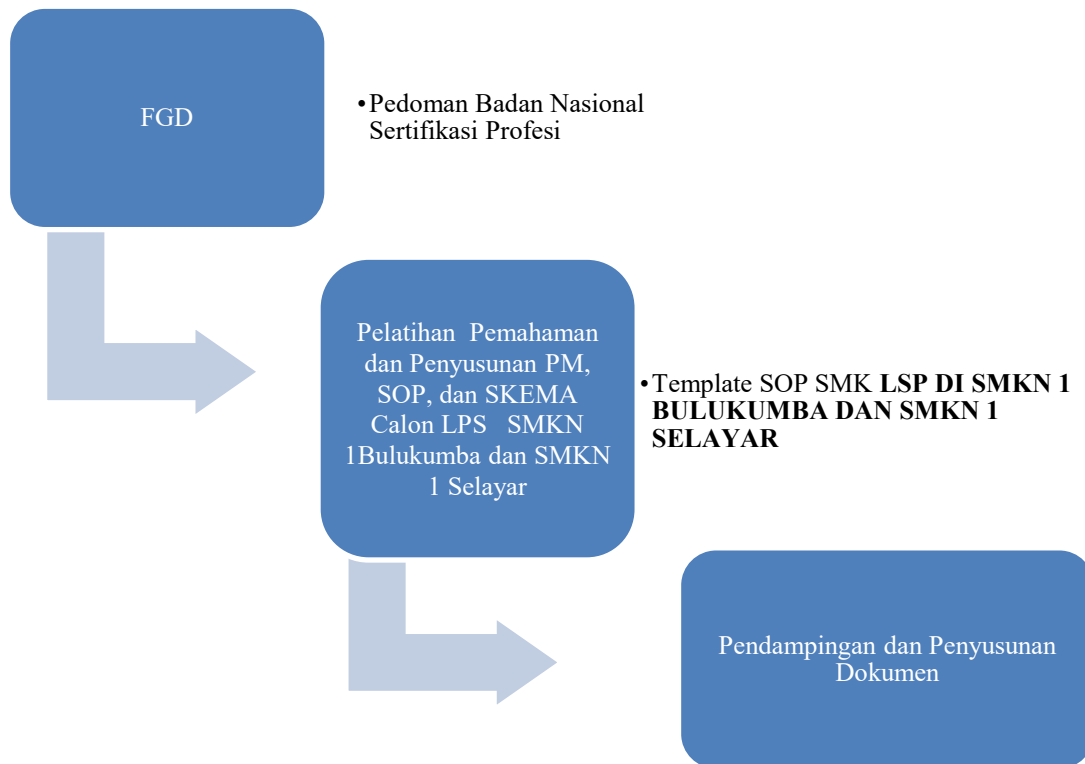 FGD
•Pedoman Badan Nasional
Sertifikasi Profesi
Pelatihan Pemahaman
dan Penyusunan PM,
SOP, dan SKEMA
Calon LPS SMKN
1Bulukumba dan SMKN
1 Selayar
•Template SOP SMK LSP DI SMKN 1
BULUKUMBA DAN SMKN 1
SELAYAR
Pendampingan dan Penyusunan
Dokumen